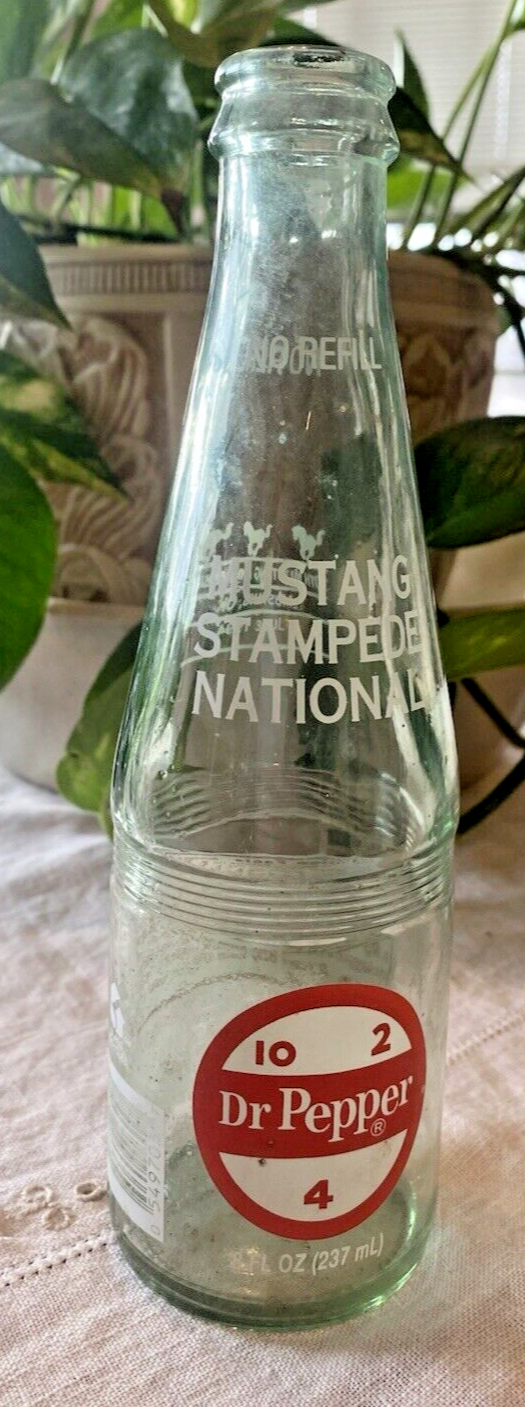 NO REFILL
MUSTANG
STAMPEDE
NATIONAL
10 2
Dr Pepper
®
4
FL OZ (237 mL)